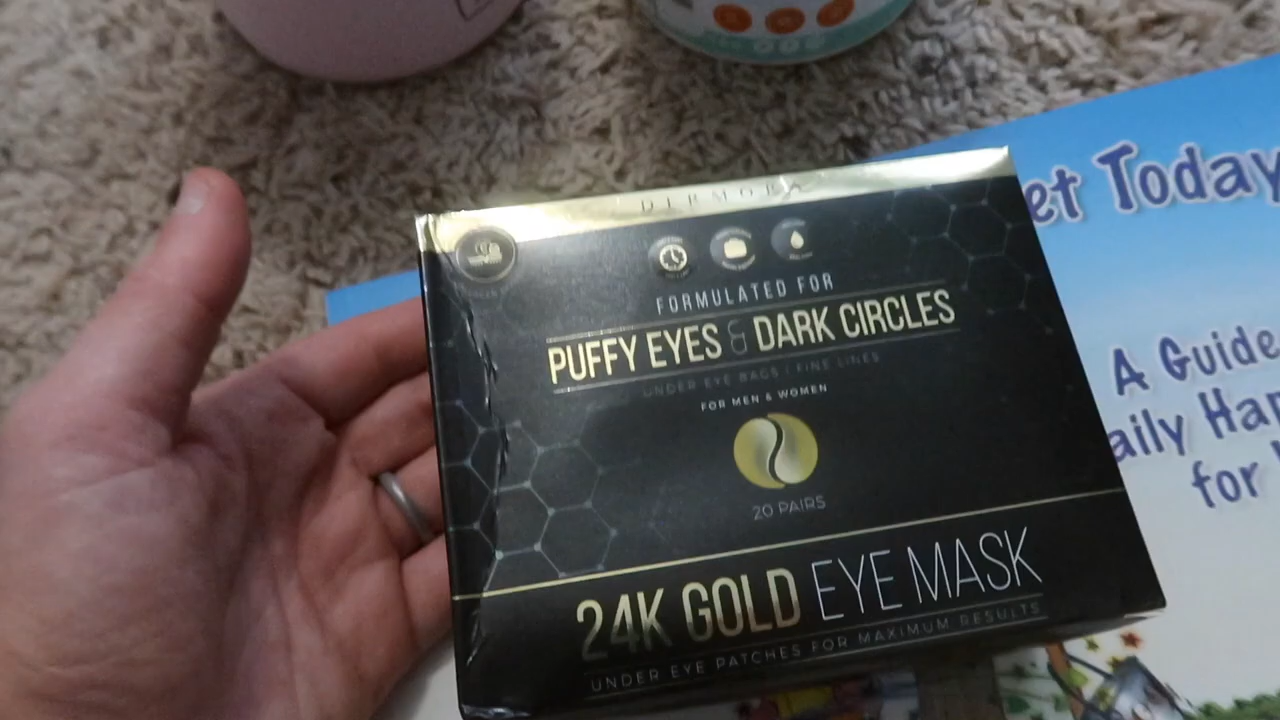 DERMORA
FORMULATED FOR
PUFFY EYES & DARK CIRCLES
UNDER EYE BAGS | FINE LINES
FOR MEN & WOMEN
20 PAIRS
24K GOLD EYE MASK
UNDER EYE PATCHES FOR MAXIMUM RESULTS
et Today
A Guide
aily Hap
for